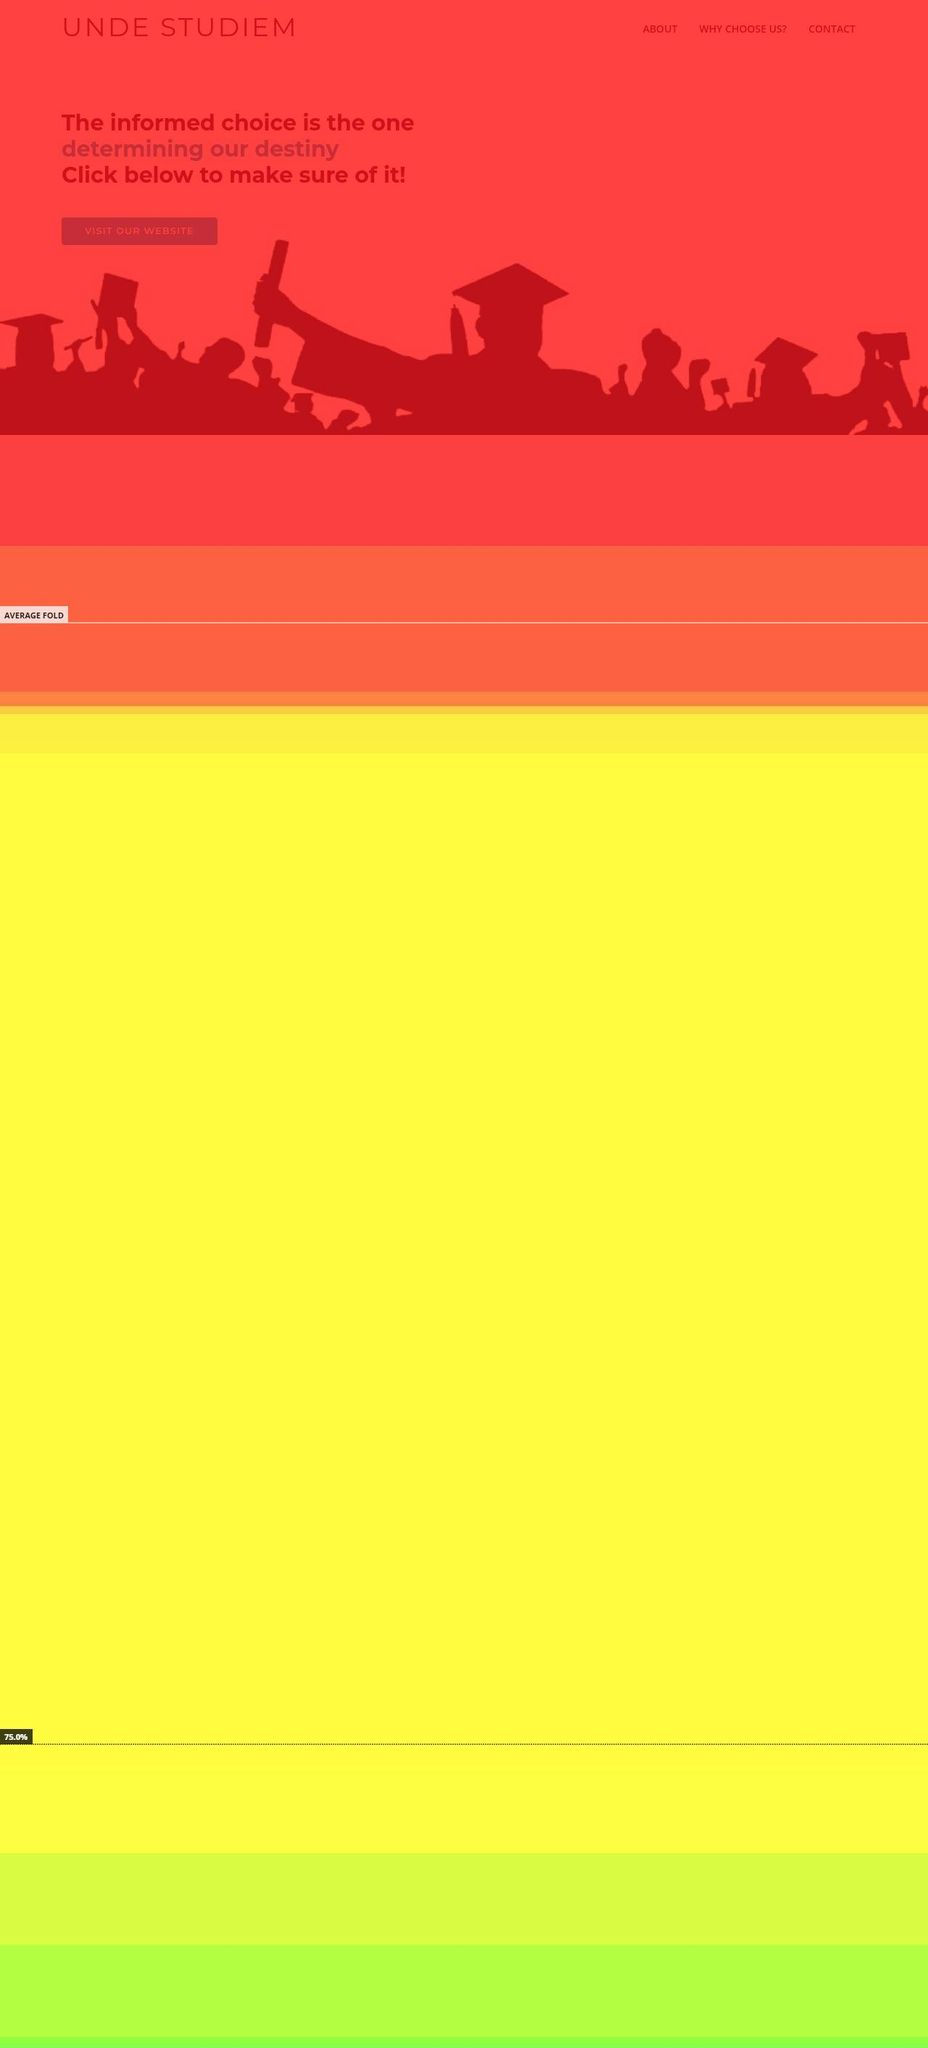 UNDE STUDIEM
ABOUT WHY CHOOSE US? CONTACT
The informed choice is the one
determining our destiny
Click below to make sure of it!
VISIT OUR WEBSITE
AVERAGE FOLD
75.0%